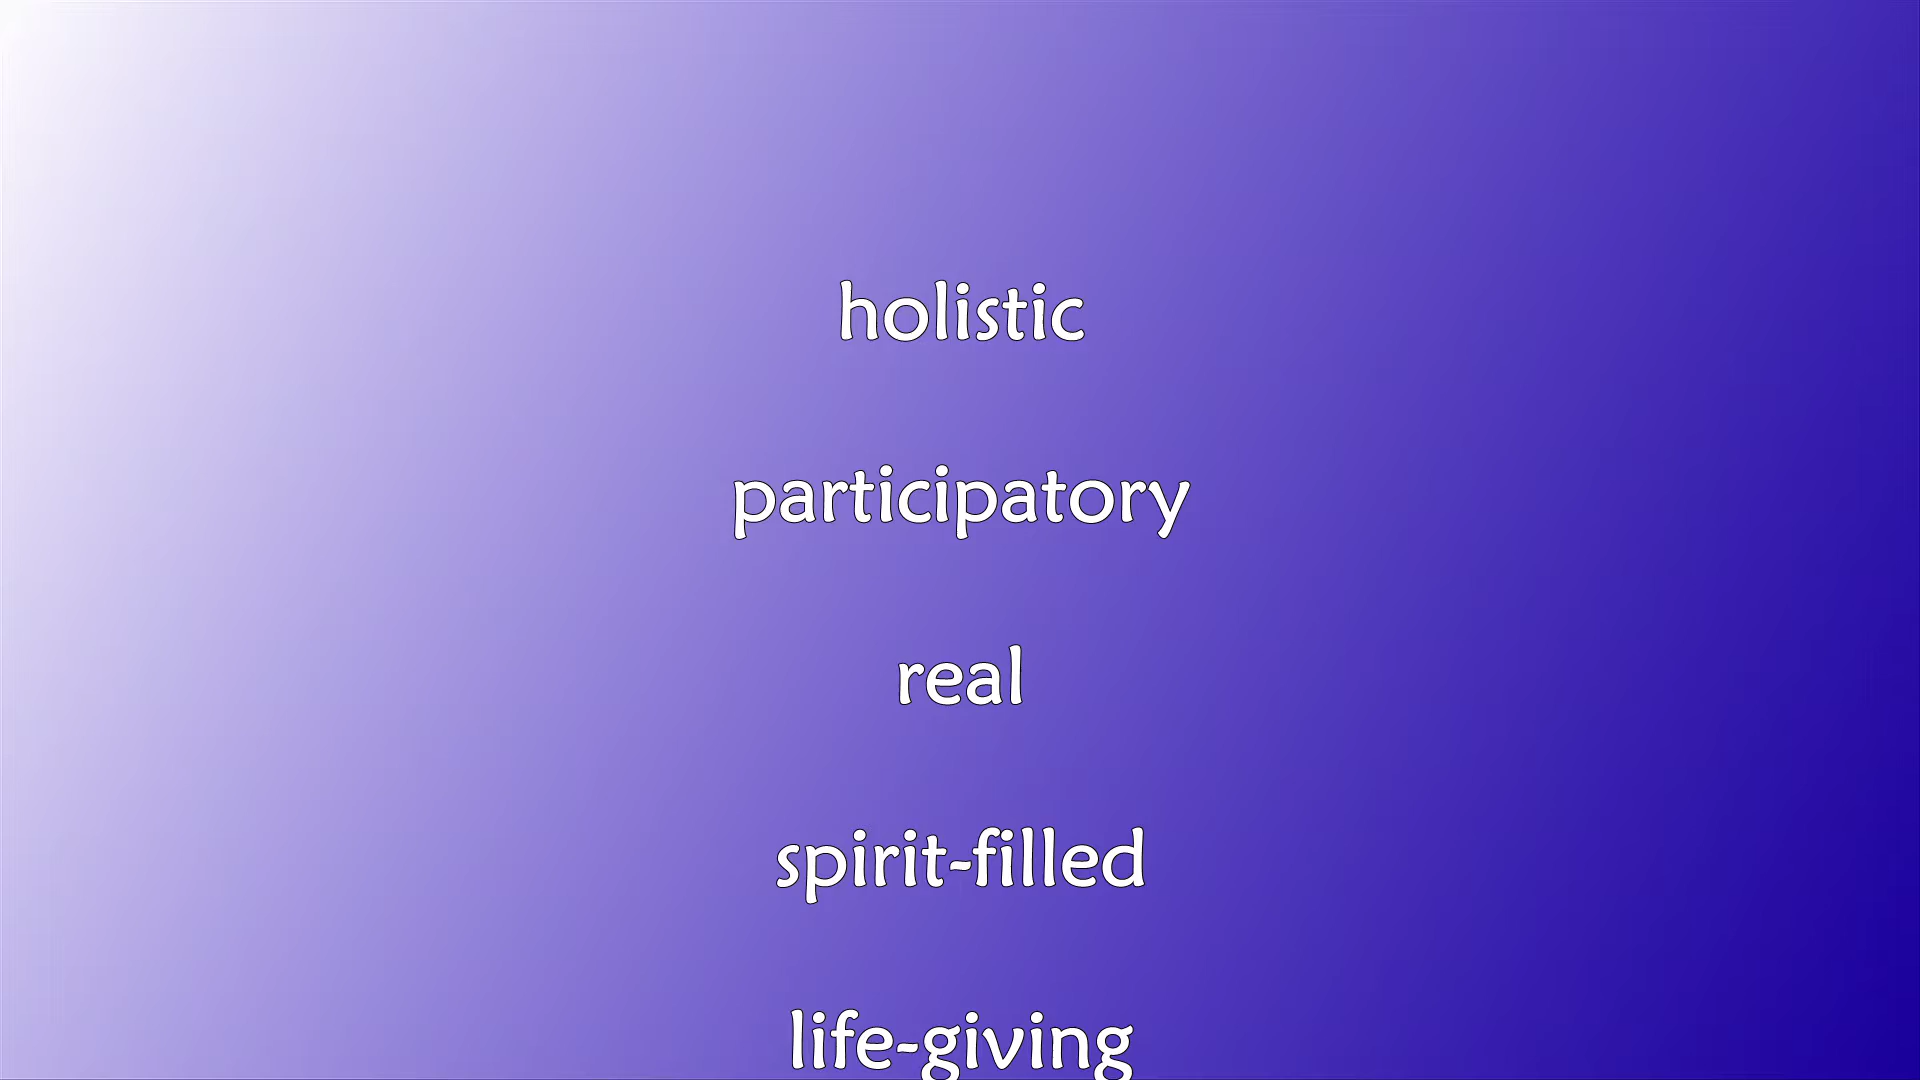 holistic
participatory
real
spirit-filled
life-giving